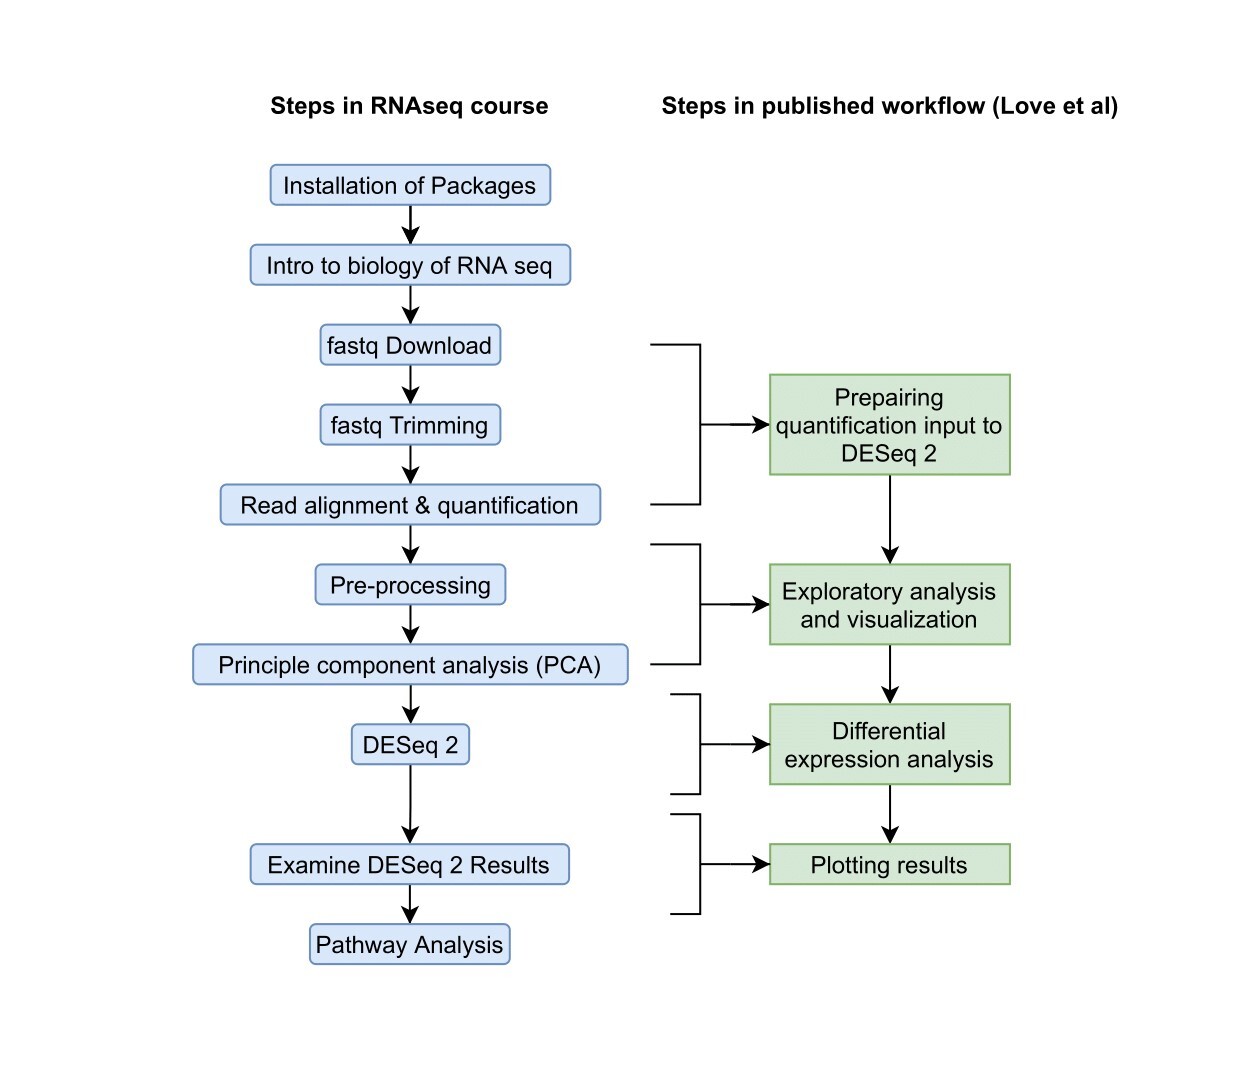 Steps in RNAseq course
Steps in published workflow (Love et al)
Installation of Packages
Intro to biology of RNA seq
fastq Download
fastq Trimming
Read alignment & quantification
Pre-processing
Principle component analysis (PCA)
DESeq 2
Examine DESeq 2 Results
Pathway Analysis
Prepairing
quantification input to
DESeq 2
Exploratory analysis
and visualization
Differential
expression analysis
Plotting results